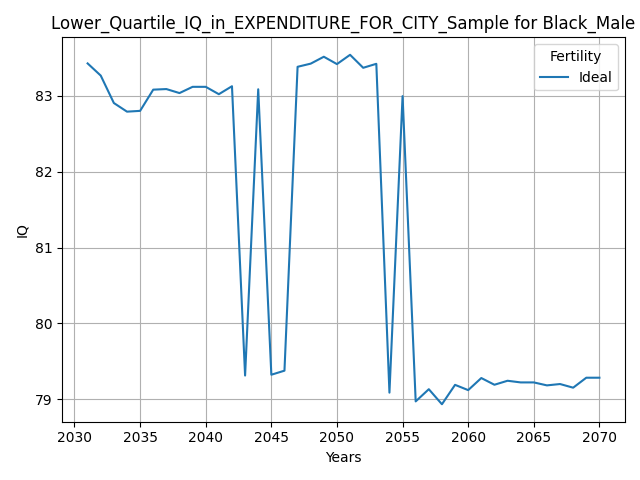 Lower_Quartile_IQ_in_EXPENDITURE_FOR_CITY_Sample for Black_Male
Fertility
Ideal
83
82
81
80
79
IQ
2030 2035 2040 2045 2050 2055 2060 2065 2070
Years